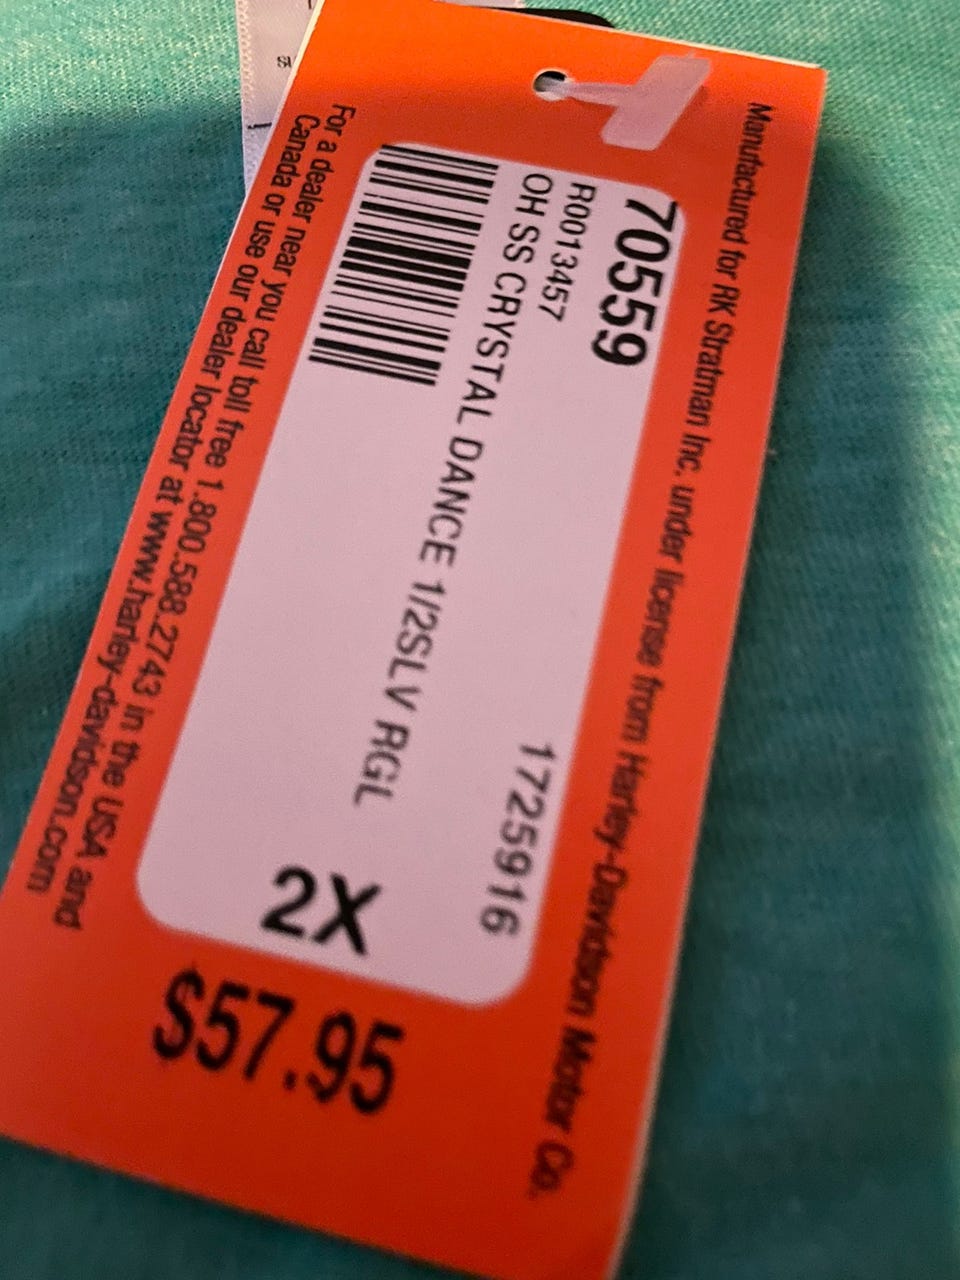 Manufactured for RK Stratman Inc. under license from Harley-Davidson Motor Co.
70559
R0013457 1725916
OH SS CRYSTAL DANCE 1/2SLV RGL
2X
$57.95
For a dealer near you call toll free 1.800.588.2743 in the USA and
Canada or use our dealer locator at www.harley-davidson.com